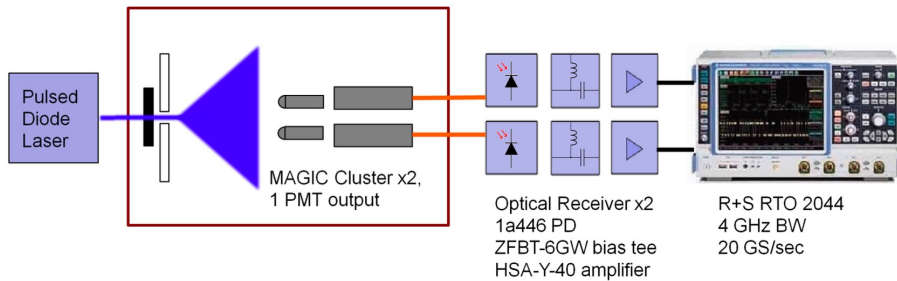 Pulsed
Diode
Laser
MAGIC Cluster x2,
1 PMT output
Optical Receiver x2
1a446 PD
ZFBT-6GW bias tee
HSA-Y-40 amplifier
R+S RTO 2044
4 GHz BW
20 GS/sec